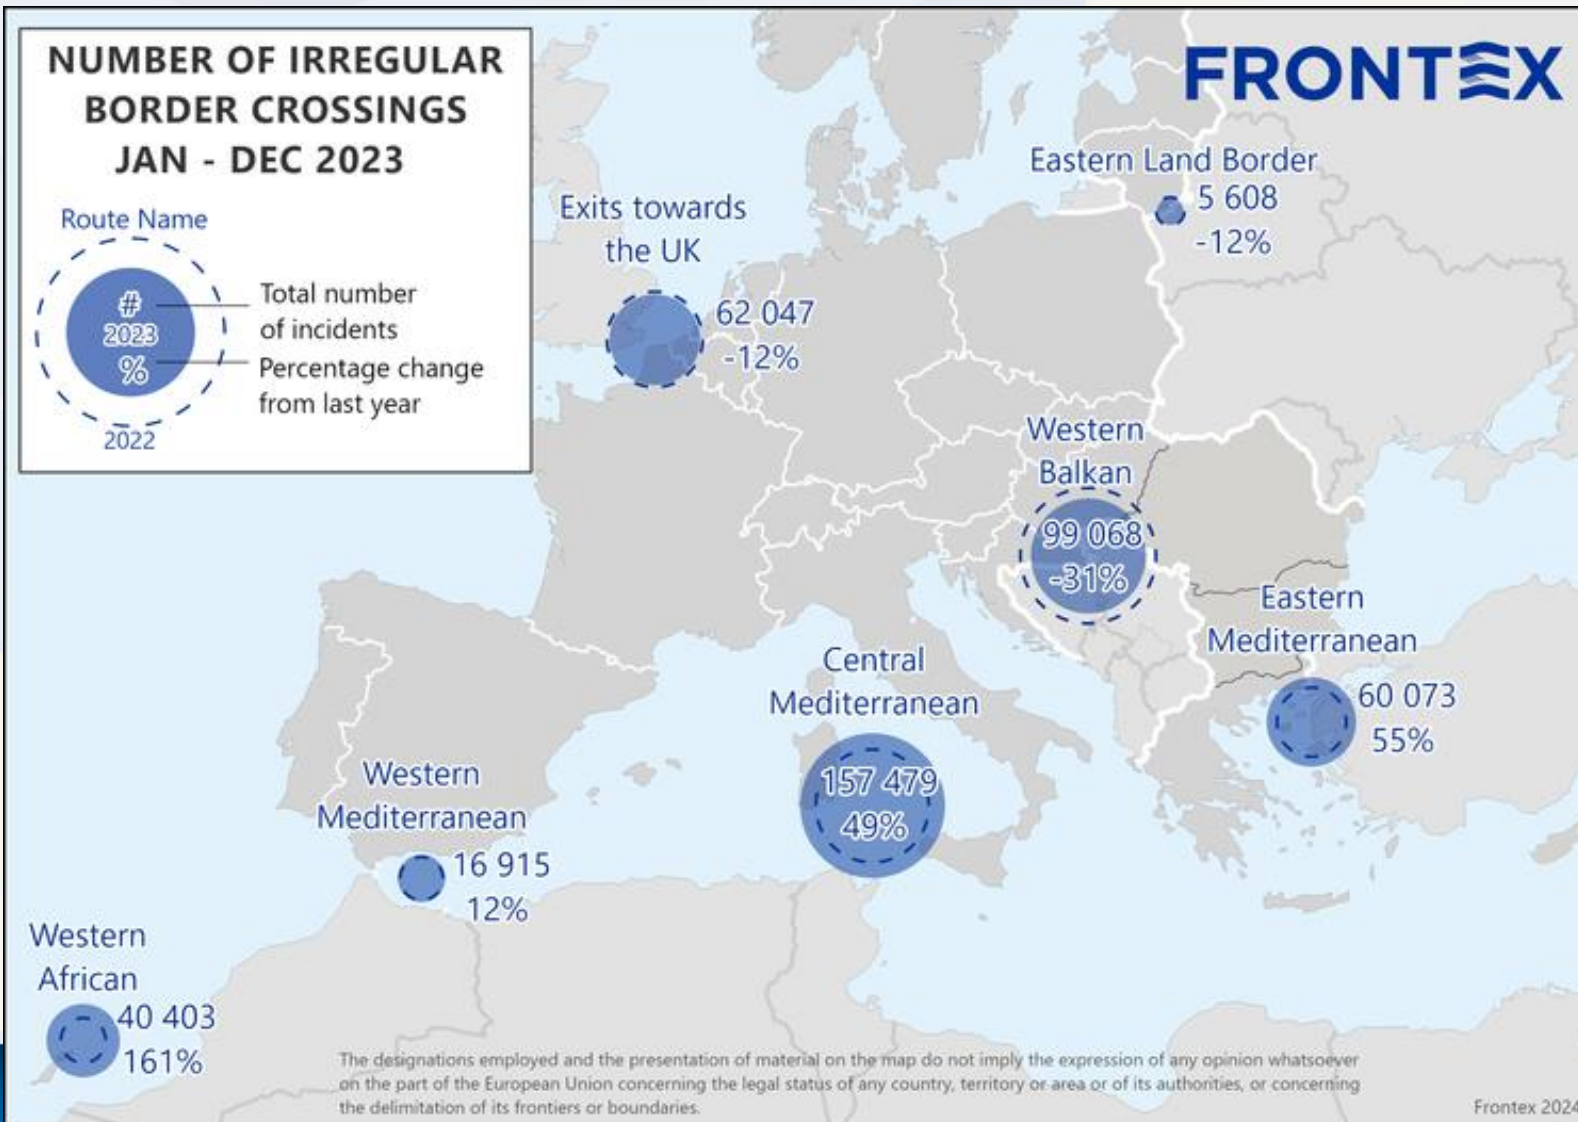 NUMBER OF IRREGULAR
BORDER CROSSINGS
JAN - DEC 2023
Route Name
#
2023
%
Total number
of incidents
Percentage change
from last year
2022
FRONTEX
Eastern Land Border
5 608
-12%
Exits towards
the UK
62 047
-12%
Western
Balkan
99 068
-31%
Eastern
Mediterranean
60 073
55%
Central
Mediterranean
157 479
49%
Western
Mediterranean
16 915
12%
Western
African
40 403
161%
The designations employed and the presentation of material on the map do not imply the expression of any opinion whatsoever
on the part of the European Union concerning the legal status of any country, territory or area or of its authorities, or concerning
the delimitation of its frontiers or boundaries.
Frontex 2024